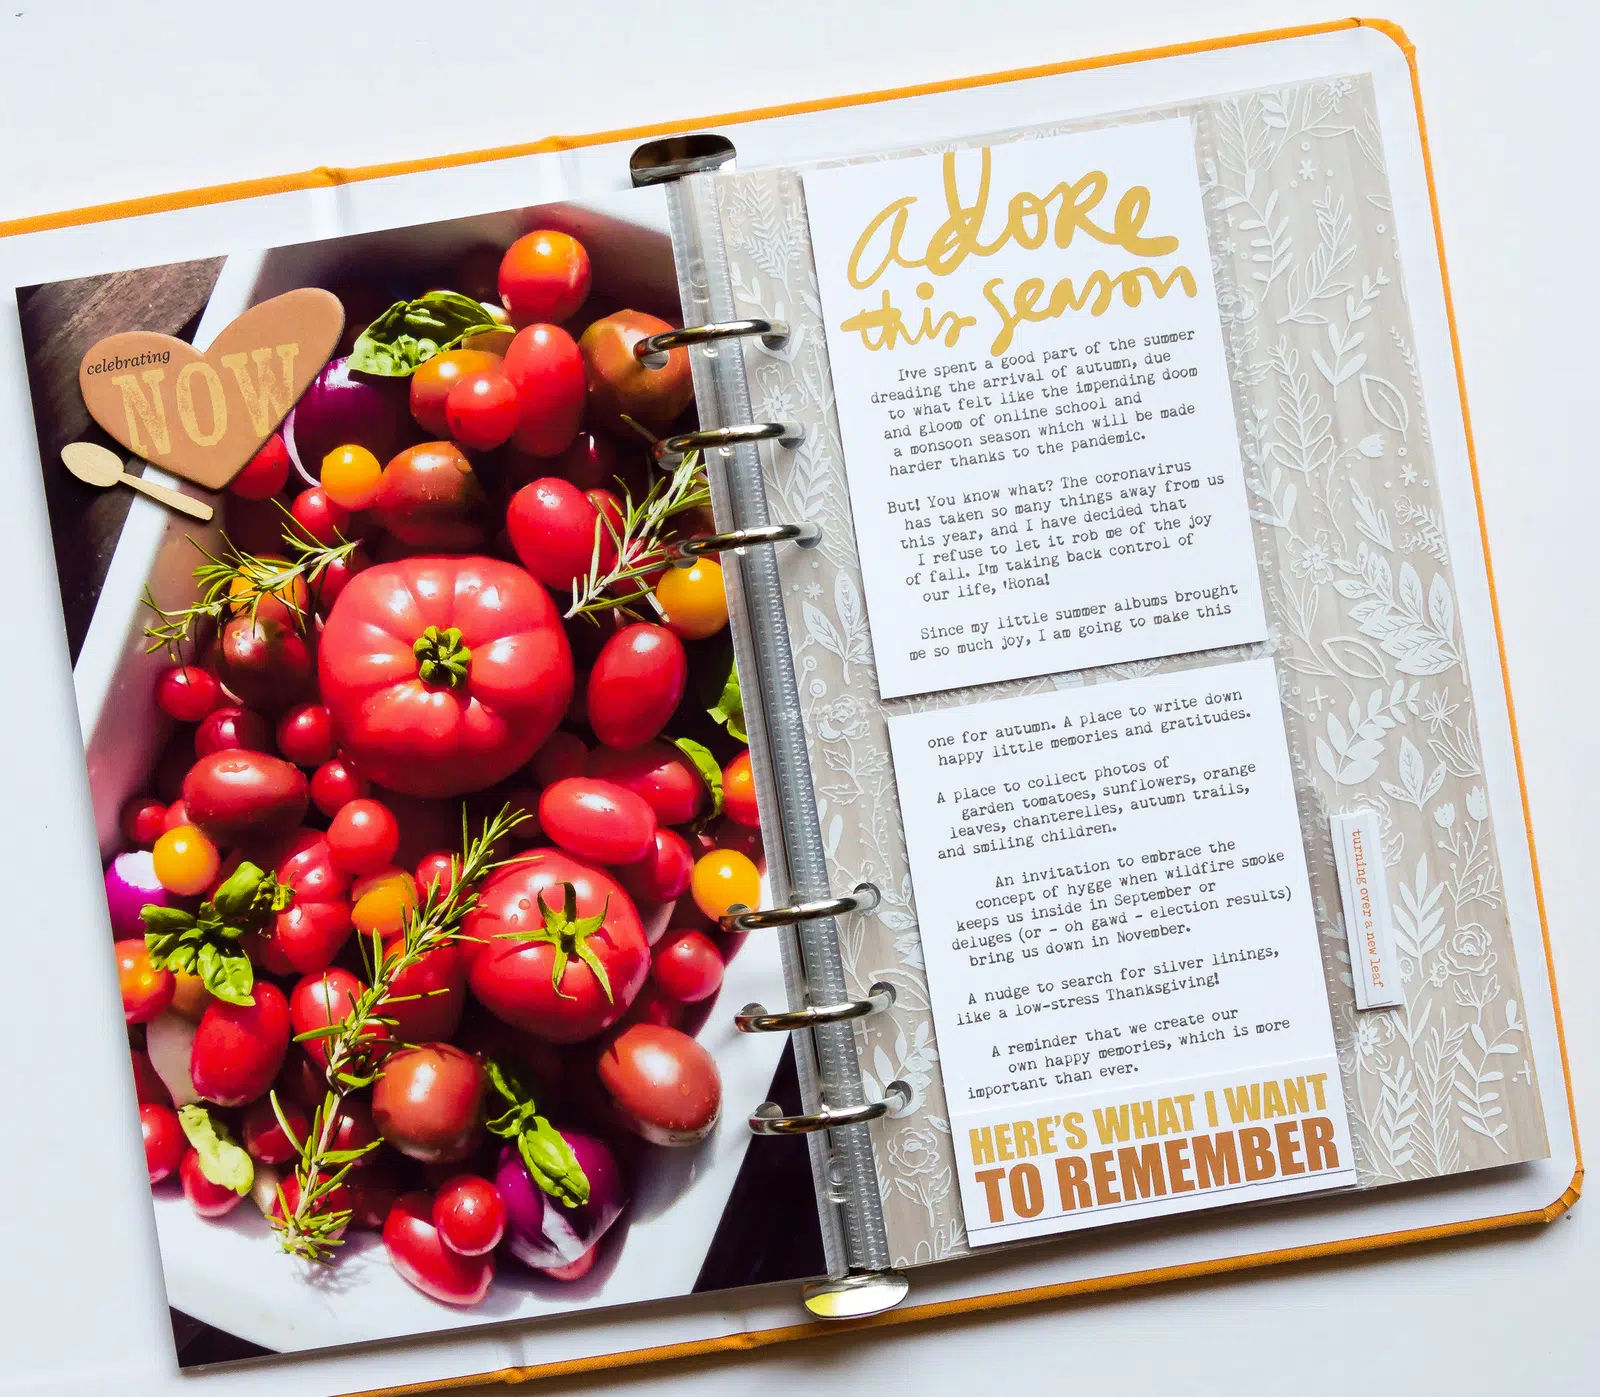 celebrating
NOW
adore
this season
I've spent a good part of the summer
dreading the arrival of autumn, due
to what felt like the impending doom
and gloom of online school and
a monsoon season which will be made
harder thanks to the pandemic.
But! You know what? The coronavirus
has taken so many things away from us
this year, and I have decided that
I refuse to let it rob me of the joy
of fall. I'm taking back control of
our life, 'Rona!
Since my little summer albums brought
me so much joy, I am going to make this
one for autumn. A place to write down
happy little memories and gratitudes.
A place to collect photos of
garden tomatoes, sunflowers, orange
leaves, chanterelles, autumn trails,
and smiling children.
An invitation to embrace the
concept of hygge when wildfire smoke
keeps us inside in September or
deluges (or - oh gawd - election results)
bring us down in November.
A nudge to search for silver linings,
like a low-stress Thanksgiving!
A reminder that we create our
own happy memories, which is more
important than ever.
HERE'S WHAT I WANT
TO REMEMBER
turning over a new leaf